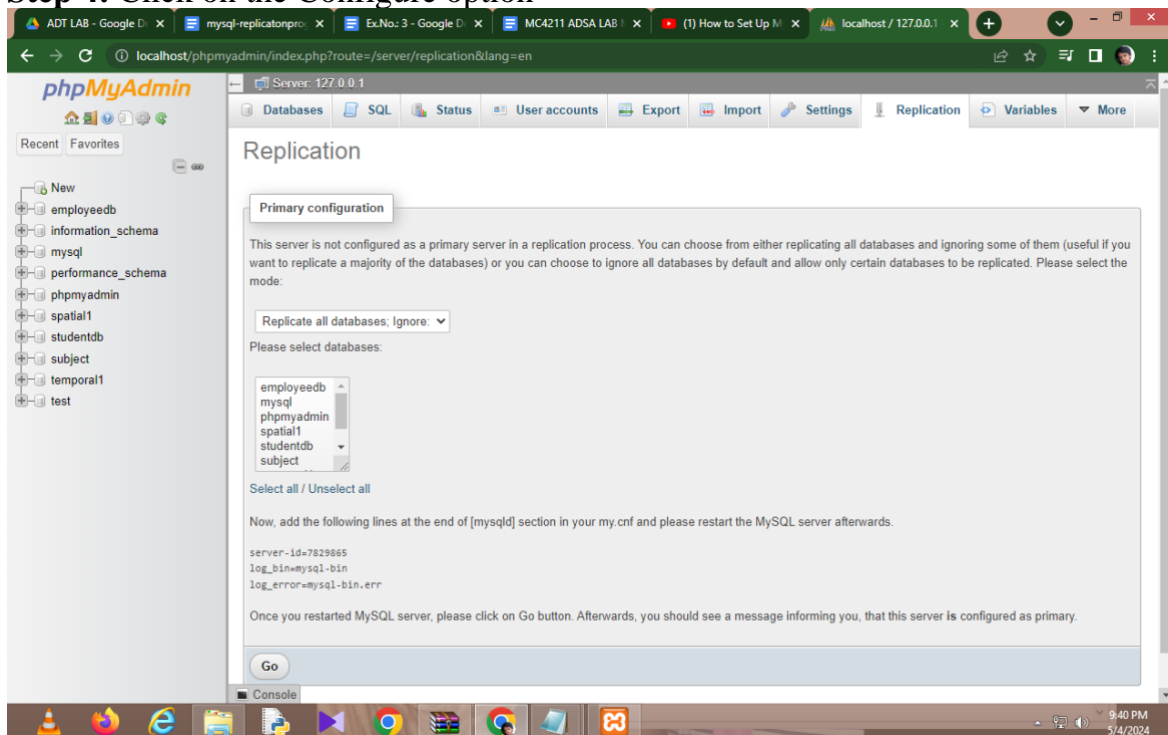 Step 4: Click on the Configure option
ADT LAB - Google D
mysql-replicatonpro
Ex.No.: 3 - Google D
MC4211 ADSA LAB
(1) How to Set Up M
localhost / 127.0.0.1
localhost/phpmyadmin/index.php?route=/server/replication&lang=en
phpMyAdmin
Recent Favorites
New
employeedb
information_schema
mysql
performance_schema
phpmyadmin
spatial1
studentdb
subject
temporal1
test
Server: 127.0.0.1
Databases SQL Status User accounts Export Import Settings Replication Variables More
Replication
Primary configuration
This server is not configured as a primary server in a replication process. You can choose from either replicating all databases and ignoring some of them (useful if you
want to replicate a majority of the databases) or you can choose to ignore all databases by default and allow only certain databases to be replicated. Please select the
mode:
Replicate all databases; Ignore:
Please select databases:
employeedb
mysql
phpmyadmin
spatial1
studentdb
subject
Select all / Unselect all
Now, add the following lines at the end of [mysqld] section in your my.cnf and please restart the MySQL server afterwards.
server-id=7829865
log_bin=mysql-bin
log_error=mysql-bin.err
Once you restarted MySQL server, please click on Go button. Afterwards, you should see a message informing you, that this server is configured as primary.
Go
Console
9:40 PM
5/4/2024